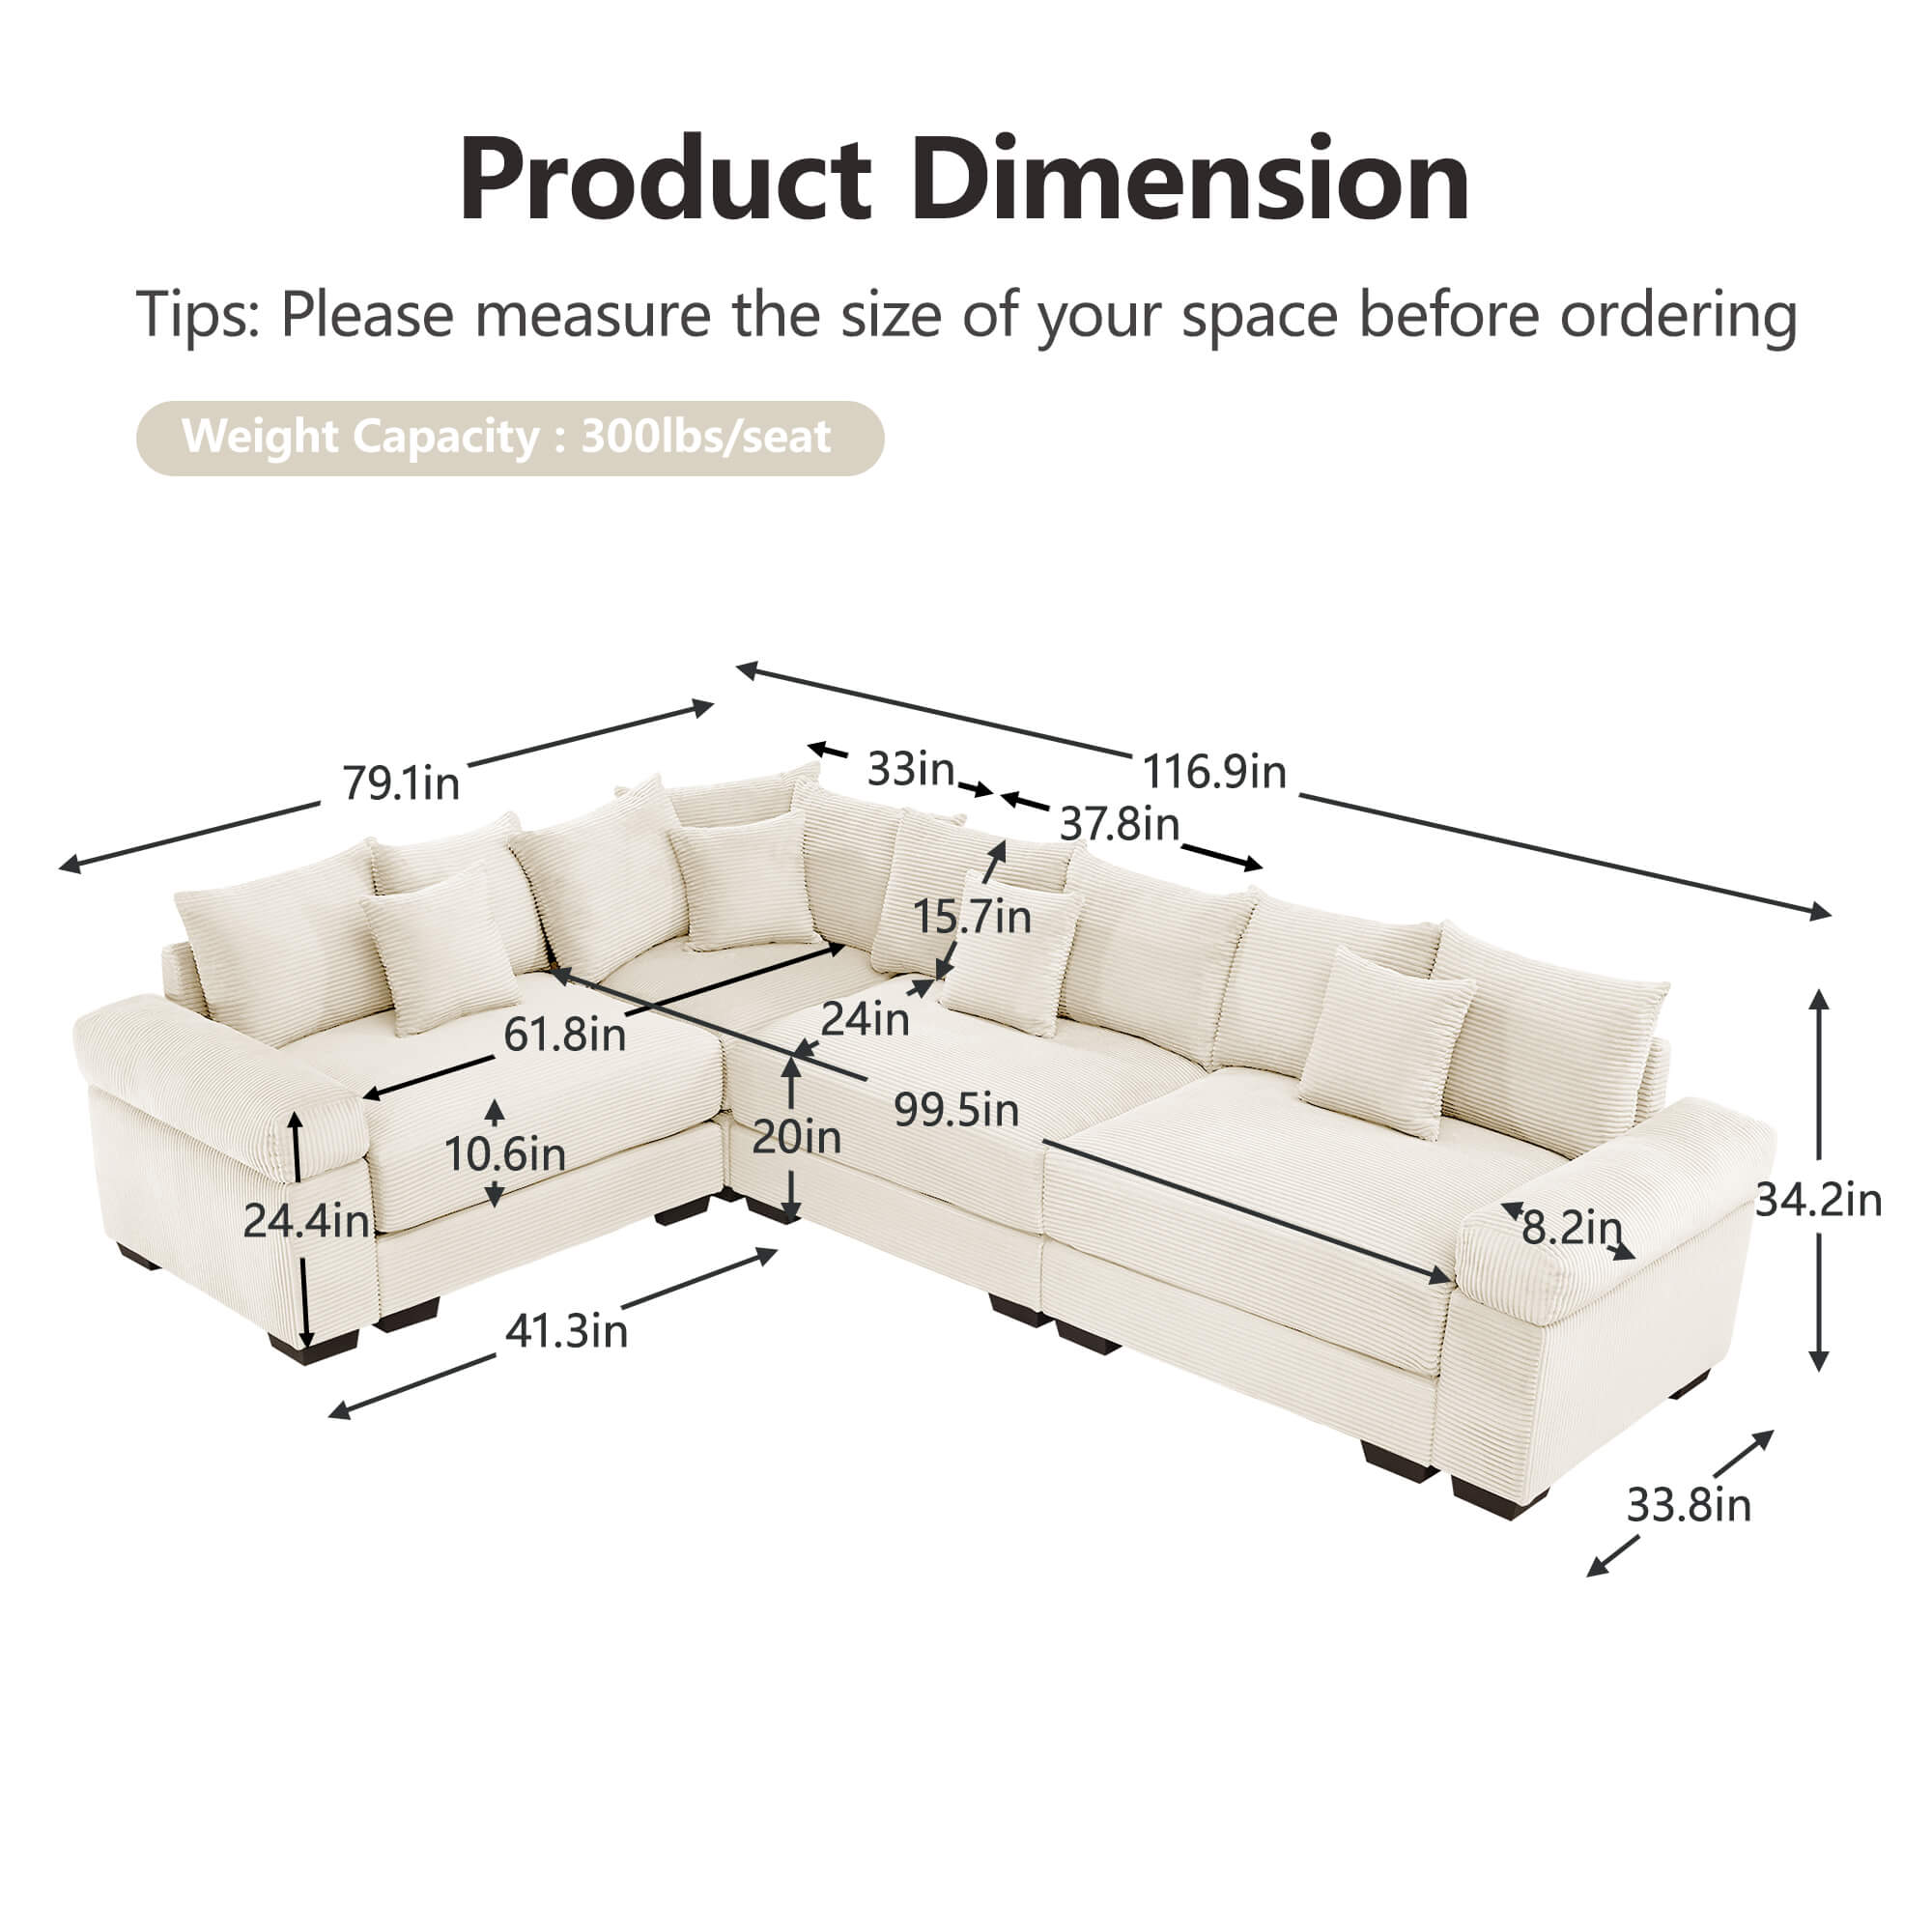 Product Dimension
Tips: Please measure the size of your space before ordering
Weight Capacity : 300lbs/seat
79.1in
33in
116.9in
37.8in
15.7in
61.8in
24in
99.5in
20in
10.6in
24.4in
34.2in
8.2in
41.3in
33.8in